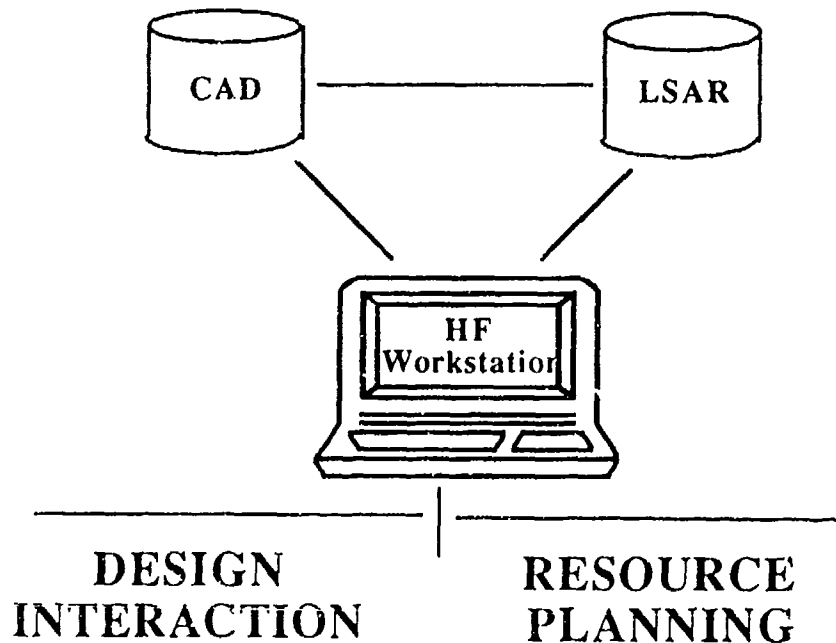 CAD
LSAR
HF
Workstation
DESIGN
INTERACTION
RESOURCE
PLANNING